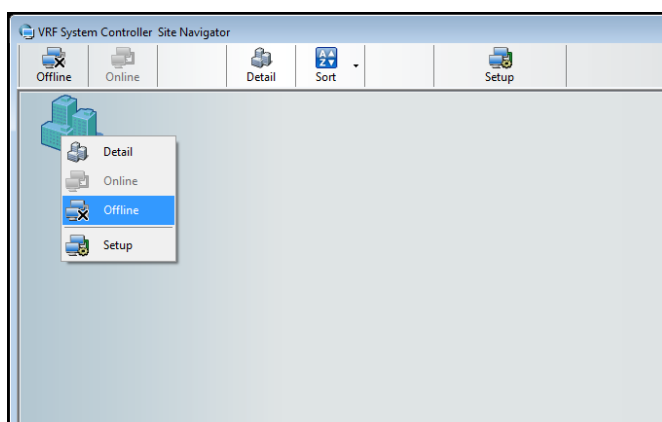 VRF System Controller Site Navigator
Offline
Online
Detail
Sort
Setup
Detail
Online
Offline
Setup